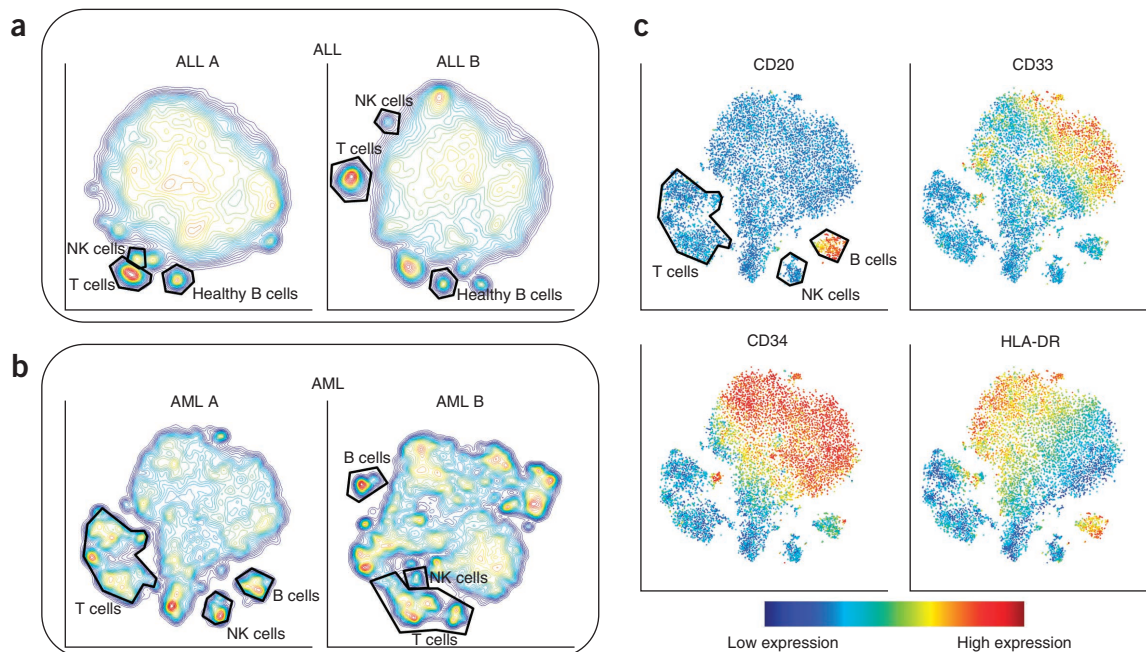 a
ALL
ALL A
ALL B
NK cells
T cells
Healthy B cells
NK cells
T cells
Healthy B cells
b
AML
AML A
AML B
T cells
NK cells
B cells
B cells
NK cells
T cells
c
CD20
CD33
T cells
NK cells
B cells
CD34
HLA-DR
Low expression
High expression